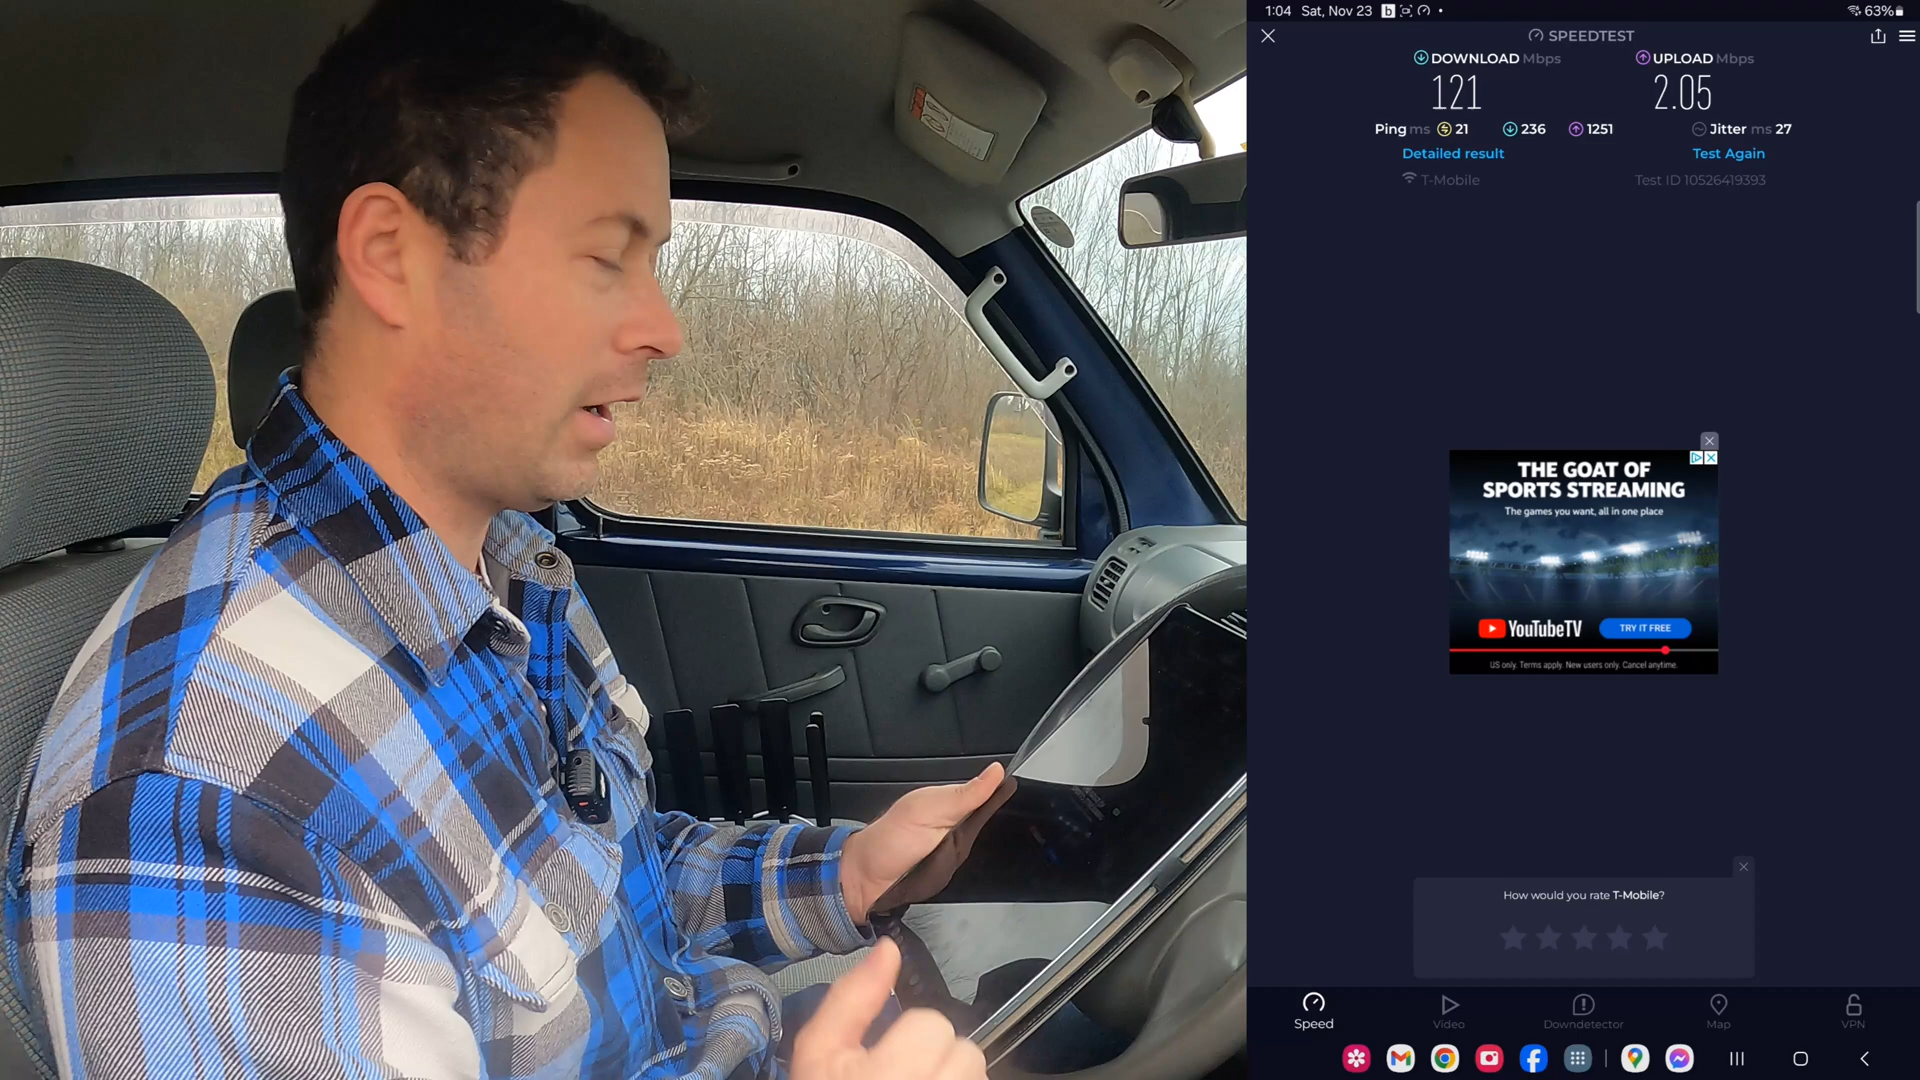 1:04 Sat, Nov 23
63%
SPEEDTEST
DOWNLOAD Mbps
UPLOAD Mbps
121
2.05
Ping ms 21 236 1251 Jitter ms 27
Detailed result
Test Again
T-Mobile
Test ID 10526419393
THE GOAT OF
SPORTS STREAMING
The games you want, all in one place
YouTubeTV
TRY IT FREE
US only. Terms apply. New users only. Cancel anytime.
How would you rate T-Mobile?
Speed
Video
Downdetector
Map
VPN